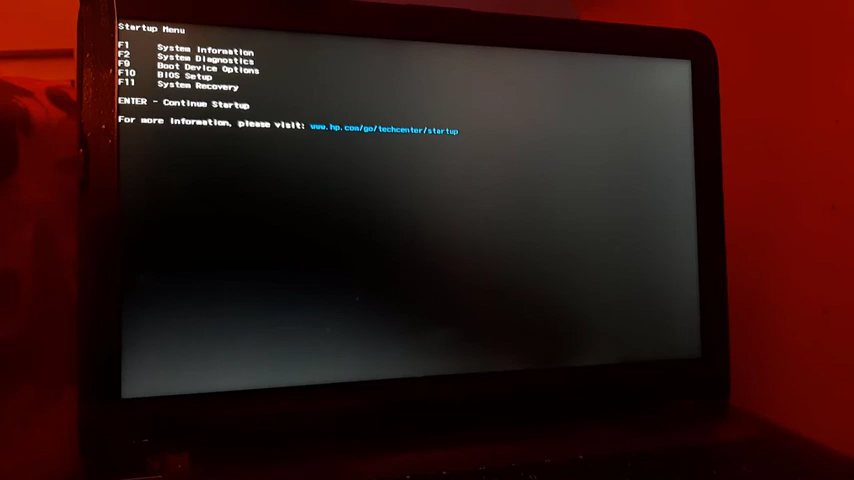 Startup Menu
F1 System Information
F2 System Diagnostics
F9 Boot Device Options
F10 BIOS Setup
F11 System Recovery
ENTER - Continue Startup
For more information, please visit: www.hp.com/go/techcenter/startup